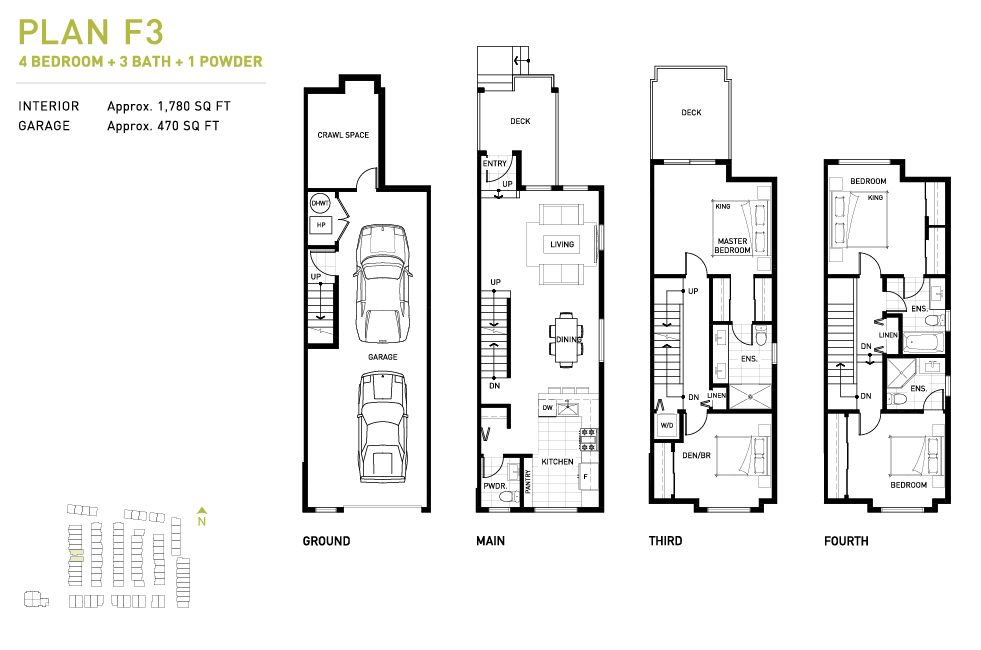 PLAN F3
4 BEDROOM + 3 BATH + 1 POWDER
INTERIOR Approx. 1,780 SQ FT
GARAGE Approx. 470 SQ FT
CRAWL SPACE
DHWT
HP
UP
GARAGE
GROUND
DECK
ENTRY
UP
LIVING
UP
DINING
DN
DW
KITCHEN
PWDR.
PANTRY
F
MAIN
DECK
KING
MASTER
BEDROOM
UP
ENS.
DN
LINEN
W/D
DEN/BR
THIRD
BEDROOM
KING
ENS.
LINEN
DN
ENS.
DN
BEDROOM
FOURTH
N